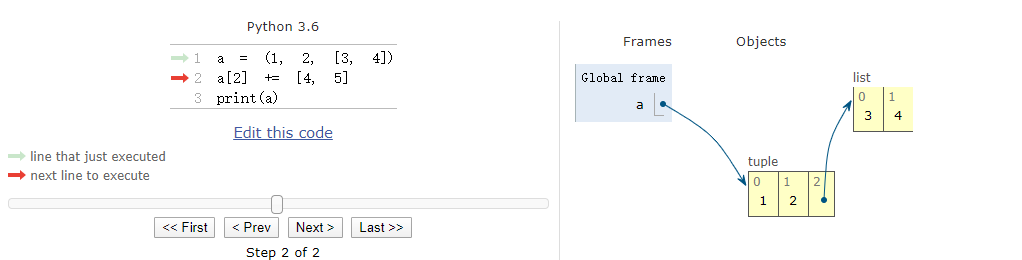 Python 3.6
1 a = (1, 2, [3, 4])
2 a[2] += [4, 5]
3 print(a)
Edit this code
line that just executed
next line to execute
<< First < Prev Next > Last >>
Step 2 of 2
Frames Objects
Global frame
a
list
0 1
3 4
tuple
0 1 2
1 2